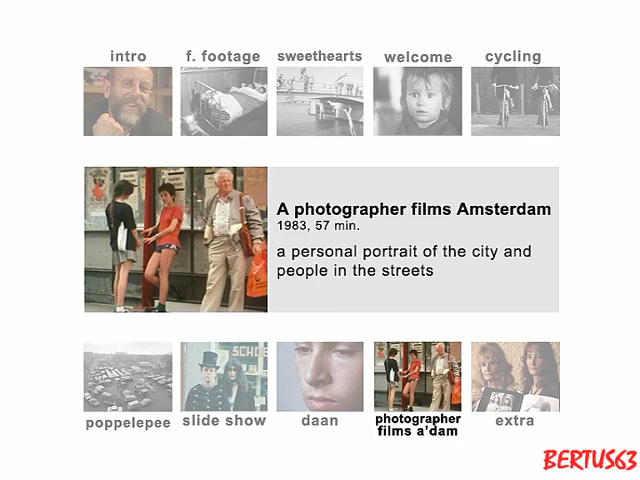 intro
f. footage
sweethearts
welcome
cycling
A photographer films Amsterdam
1983, 57 min.
a personal portrait of the city and
people in the streets
SCHOE
poppelepee
slide show
daan
photographer
films a'dam
extra
BERTUS63